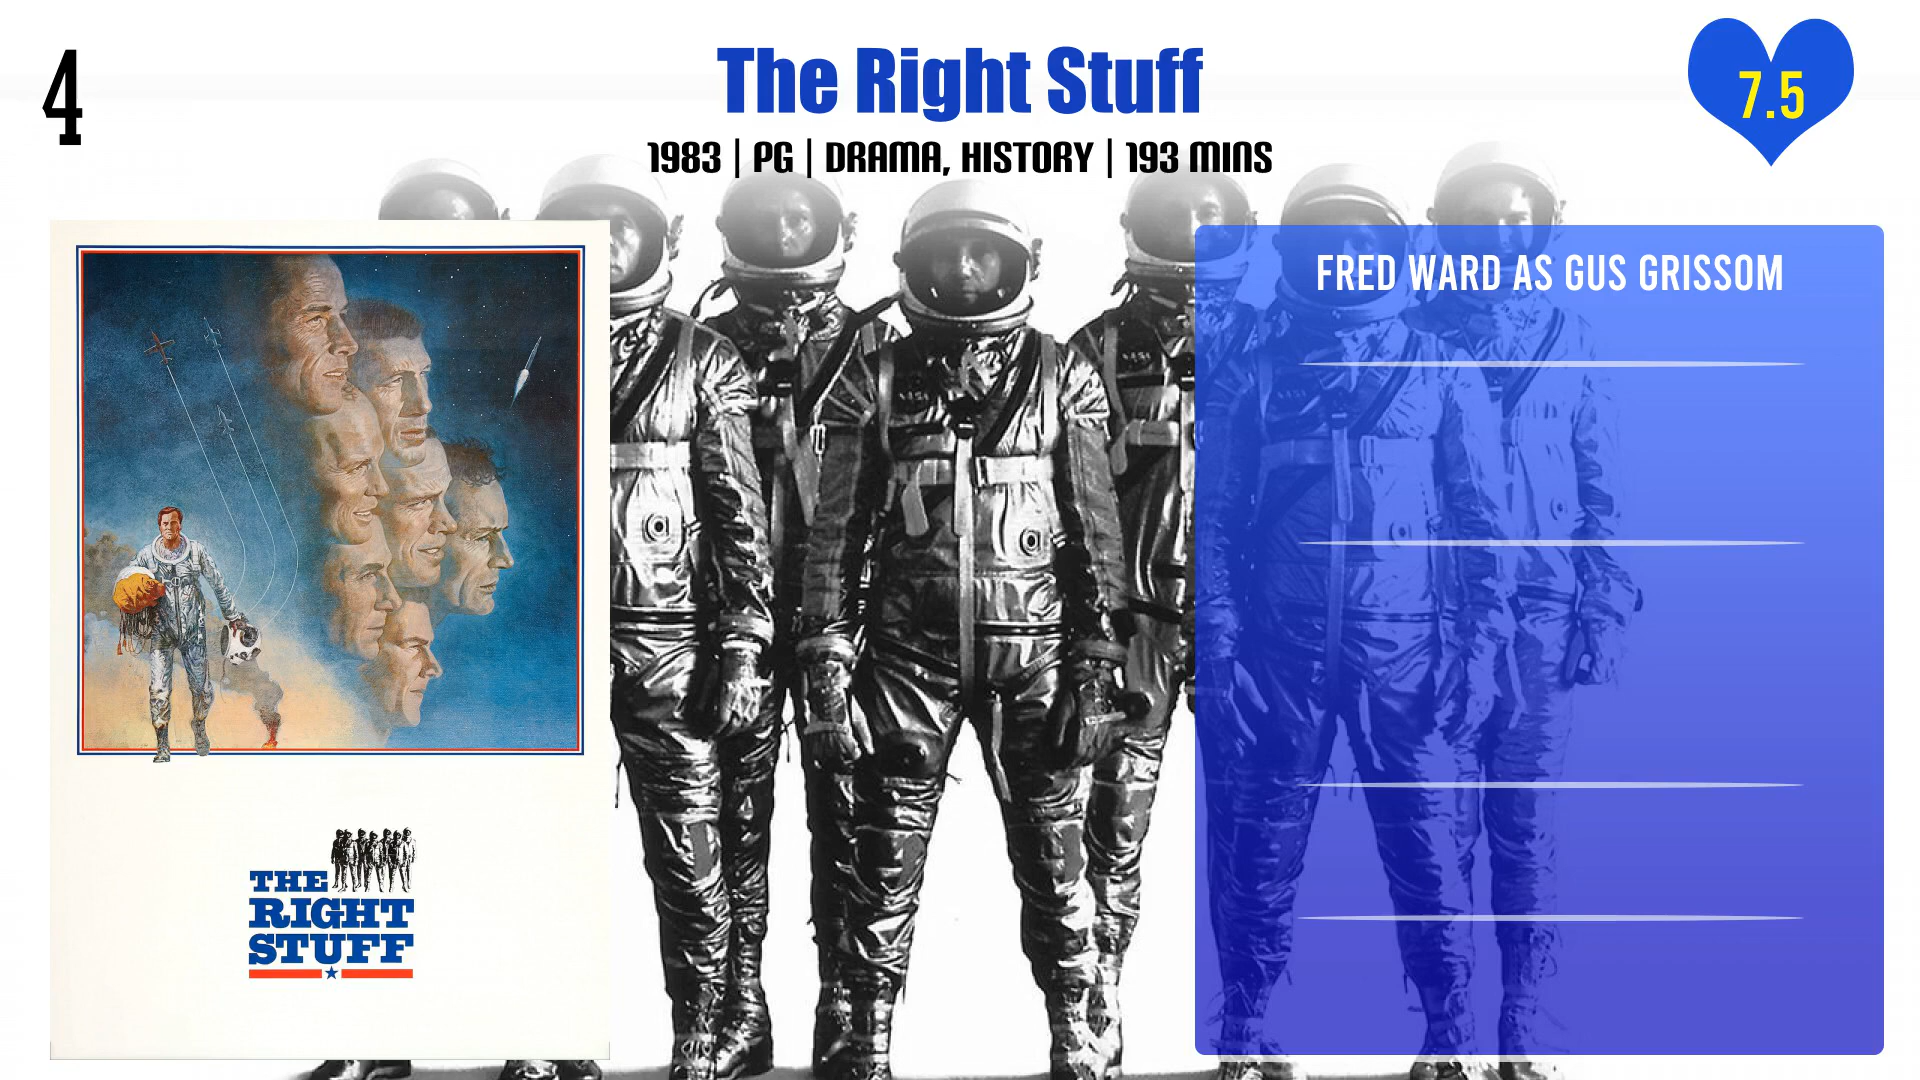 4
The Right Stuff
7.5
1983 | PG | DRAMA, HISTORY | 193 MINS
FRED WARD AS GUS GRISSOM
THE
RIGHT
STUFF